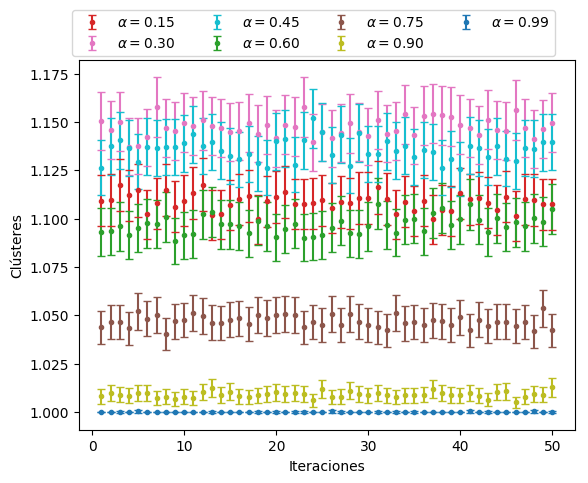 α = 0.15 α = 0.45 α = 0.75 α = 0.99
α = 0.30 α = 0.60 α = 0.90
1.175
1.150
1.125
1.100
1.075
1.050
1.025
1.000
Clústeres
0 10 20 30 40 50
Iteraciones